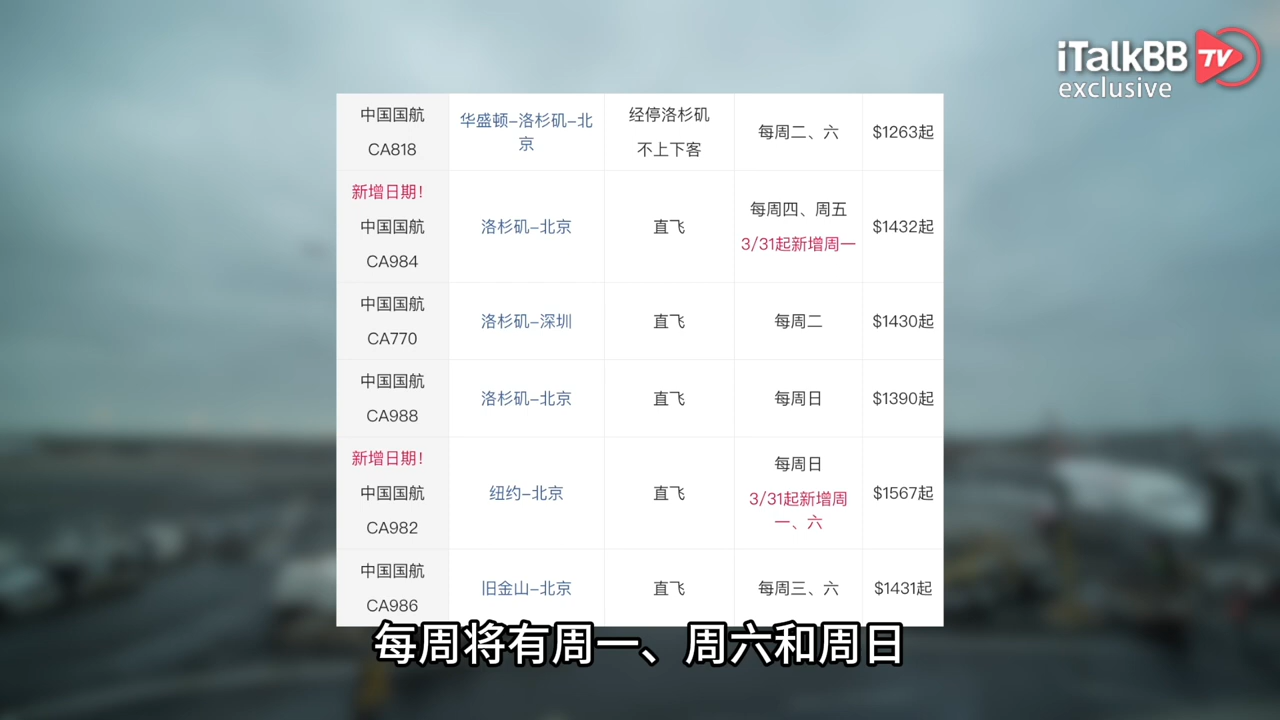 iTalkBB TV
exclusive
中国国航
CA818
华盛顿-洛杉矶-北
京
经停洛杉矶
不上下客
每周二、六
$1263起
新增日期!
中国国航
CA984
洛杉矶-北京
直飞
每周四、周五
3/31起新增周一
$1432起
中国国航
CA770
洛杉矶-深圳
直飞
每周二
$1430起
中国国航
CA988
洛杉矶-北京
直飞
每周日
$1390起
新增日期!
中国国航
CA982
纽约-北京
直飞
每周日
3/31起新增周
一、六
$1567起
中国国航
CA986
旧金山-北京
直飞
每周三、六
$1431起
每周将有周一、周六和周日